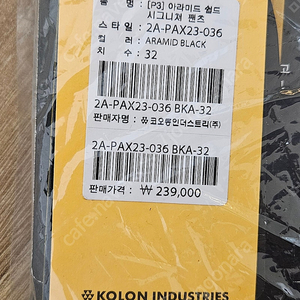 품 명 : [P3] 아라미드 쉴드
시그니쳐 팬츠
스 타 일 : 2A-PAX23-036
컬 러 : ARAMID BLACK
치 수 : 32
2A-PAX23-036 BKA-32
판매자명 : 코오롱인더스트리(주)
2A-PAX23-036 BKA-32
판매가격 : ₩ 239,000
KOLON INDUSTRIES